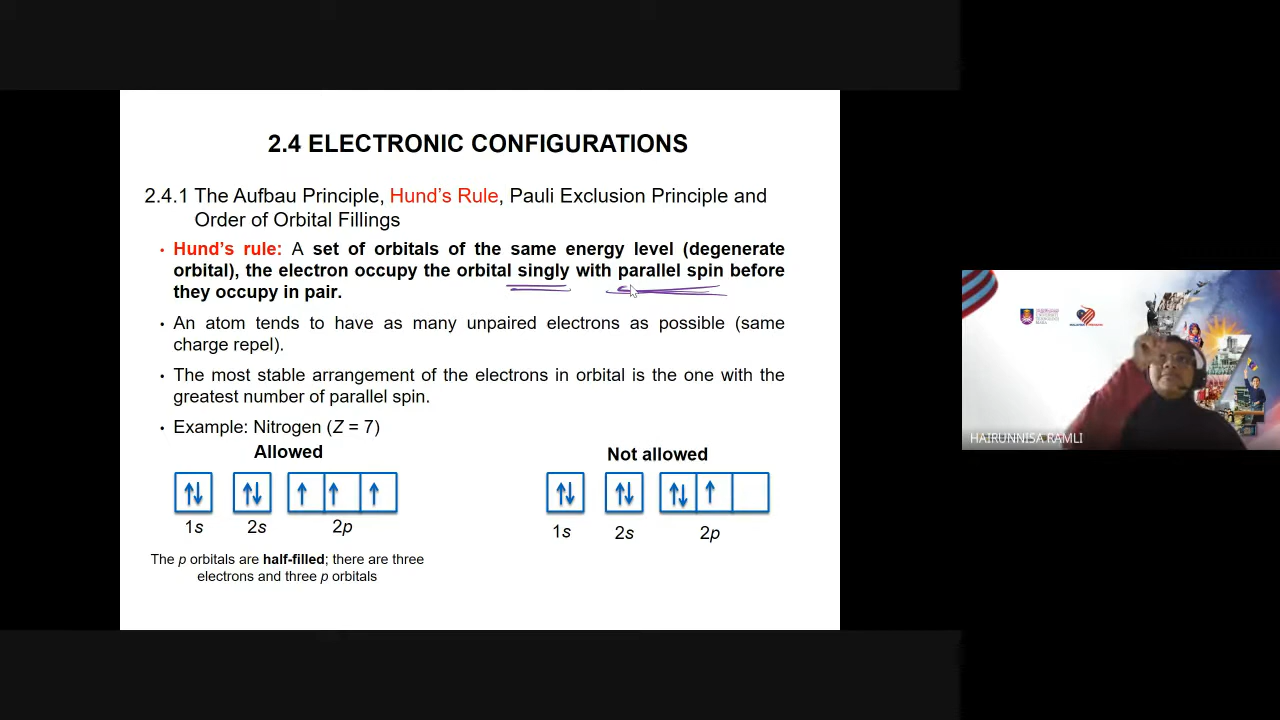 2.4 ELECTRONIC CONFIGURATIONS
2.4.1 The Aufbau Principle, Hund's Rule, Pauli Exclusion Principle and
Order of Orbital Fillings
• Hund's rule: A set of orbitals of the same energy level (degenerate
orbital), the electron occupy the orbital singly with parallel spin before
they occupy in pair.
• An atom tends to have as many unpaired electrons as possible (same
charge repel).
• The most stable arrangement of the electrons in orbital is the one with the
greatest number of parallel spin.
• Example: Nitrogen (Z = 7)
Allowed
Not allowed
1s 2s 2p
1s 2s 2p
The p orbitals are half-filled; there are three
electrons and three p orbitals
HAIRUNNISA RAMLI